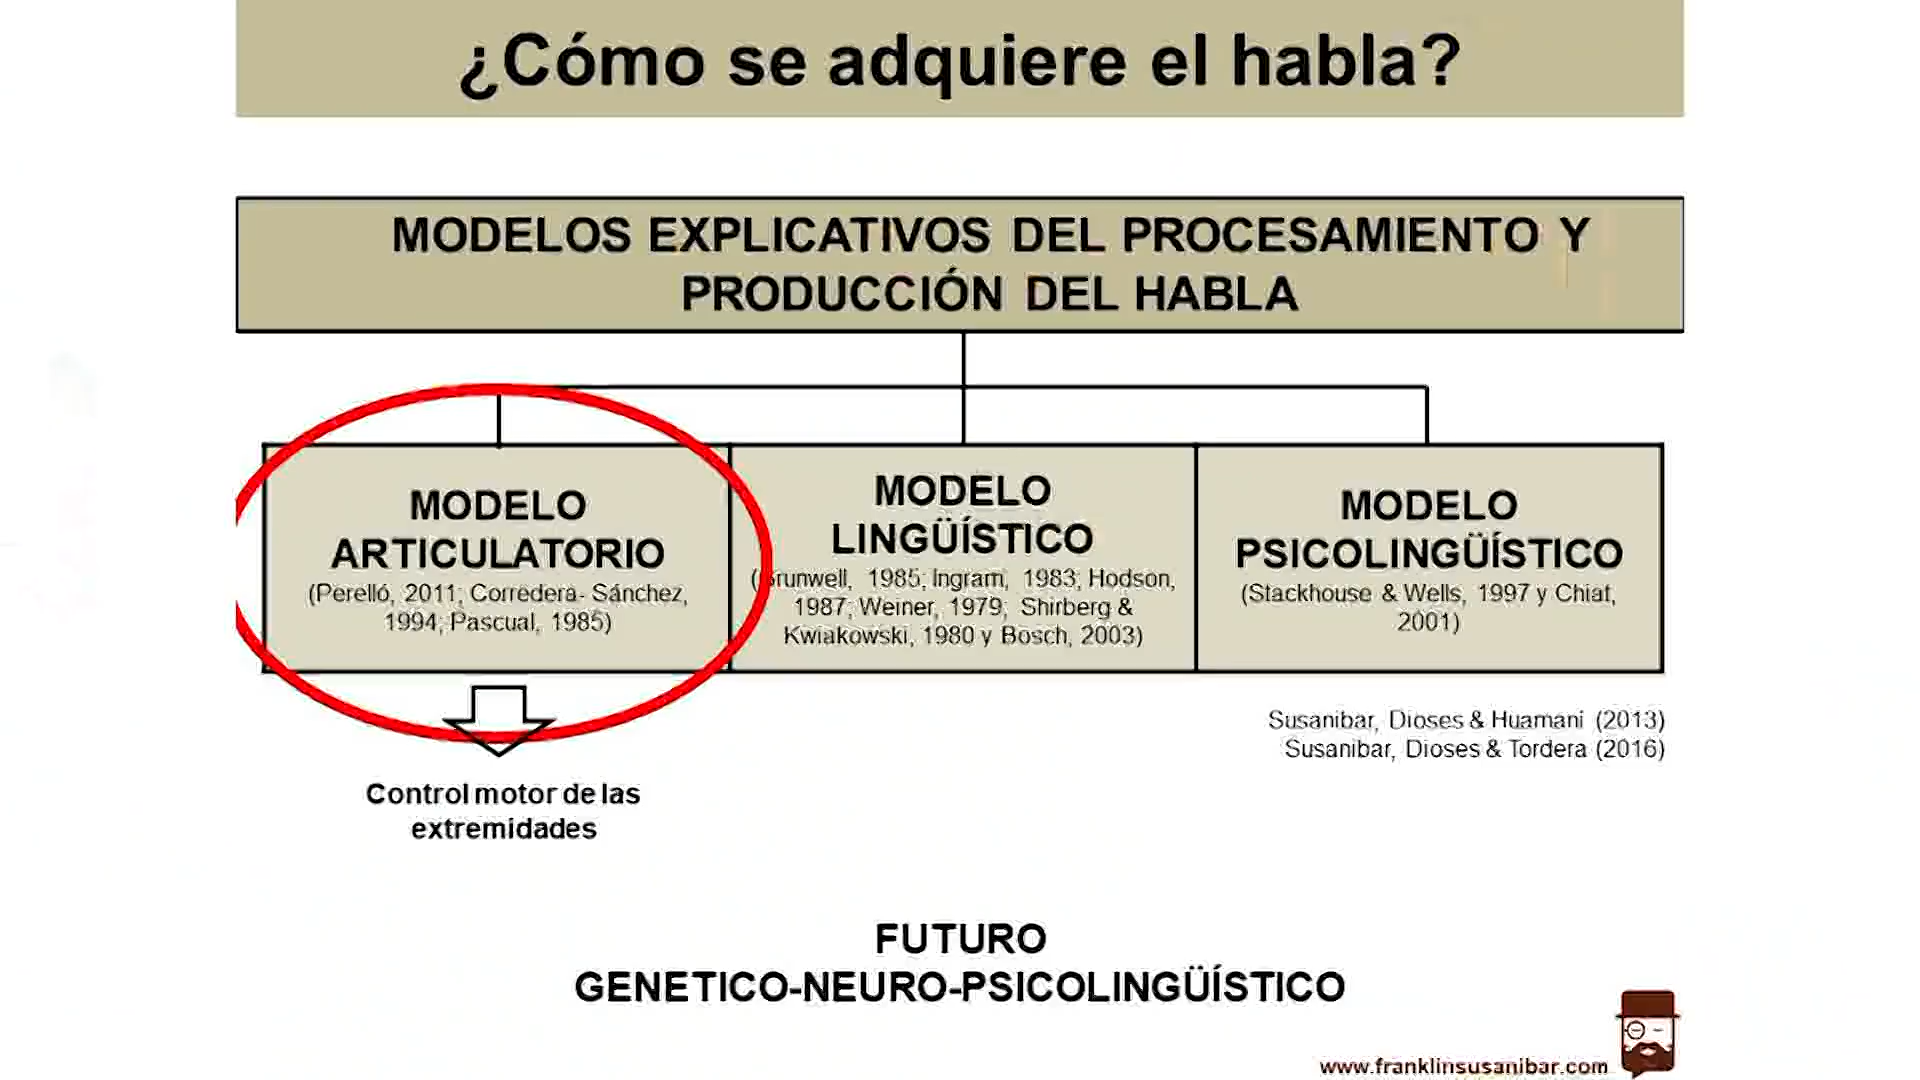 ¿Cómo se adquiere el habla?
MODELOS EXPLICATIVOS DEL PROCESAMIENTO Y
PRODUCCIÓN DEL HABLA
MODELO
ARTICULATORIO
(Perelló, 2011; Corredera- Sánchez,
1994; Pascual, 1985)
MODELO
LINGÜÍSTICO
(Grunwell, 1985; Ingram, 1983; Hodson,
1987; Weiner, 1979; Shirberg &
Kwiakowski, 1980 y Bosch, 2003)
MODELO
PSICOLINGÜÍSTICO
(Stackhouse & Wells, 1997 y Chiat,
2001)
Susanibar, Dioses & Huamani (2013)
Susanibar, Dioses & Tordera (2016)
Control motor de las
extremidades
FUTURO
GENETICO-NEURO-PSICOLINGÜÍSTICO
www.franklinsusanibar.com